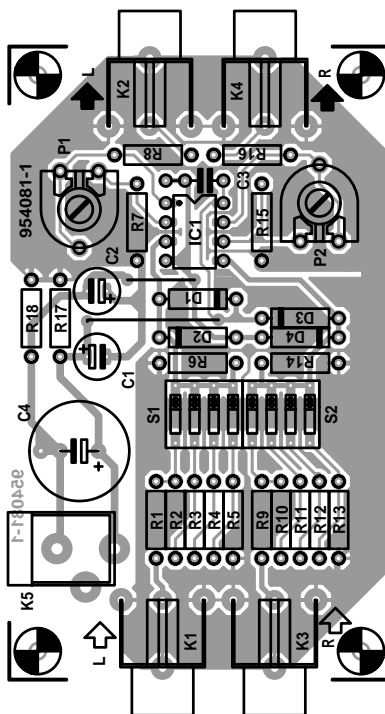 L
K2
K4
R
P1
R8
R16
954081-1
C3
R7
IC1
R15
P2
C2
D1
R18
R17
D3
D2
D4
R6
R14
C1
C4
S1
S2
+
+
+
954081-1
R1
R2
R3
R4
R5
R9
R10
R11
R12
R13
K5
L
K1
K3
R